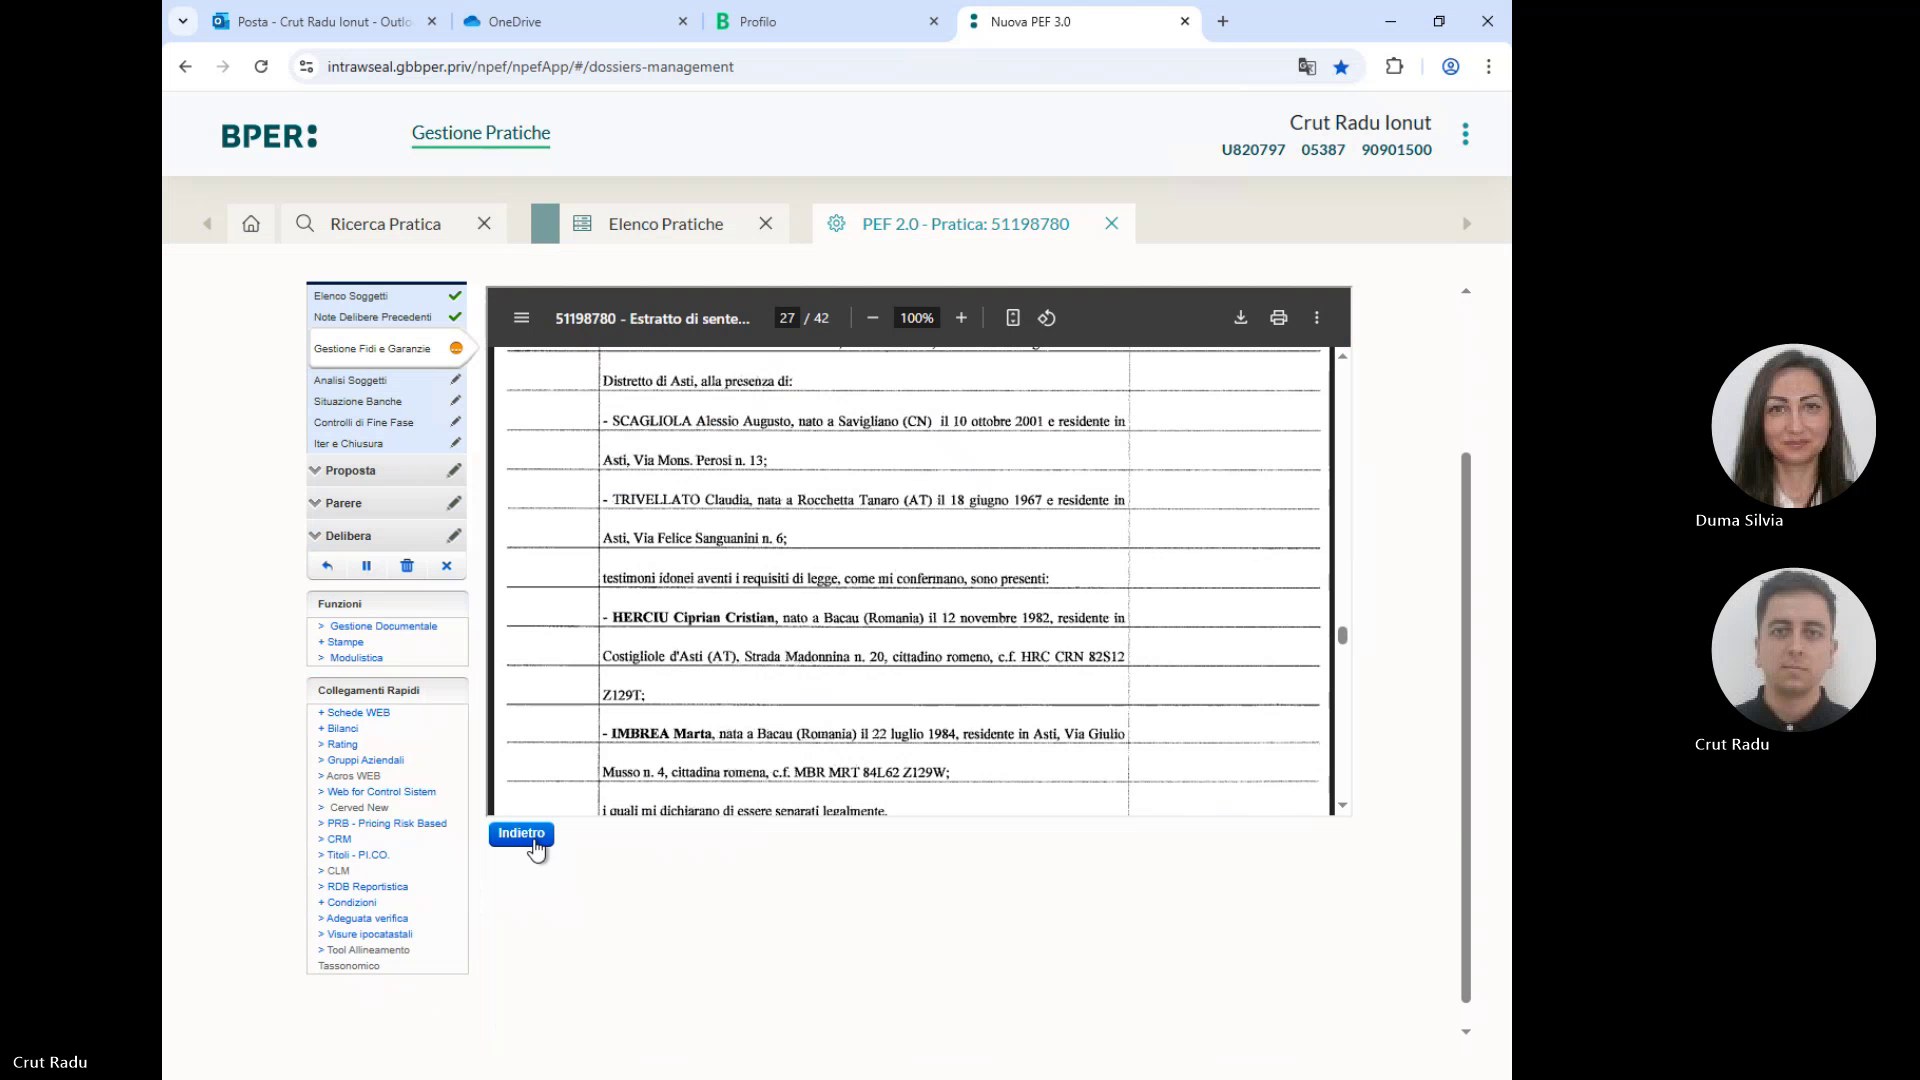 Posta - Crut Radu Ionut - Outlo
OneDrive
Profilo
Nuova PEF 3.0
intrawseal.gbbper.priv/npef/npefApp/#/dossiers-management
BPER:
Gestione Pratiche
Crut Radu Ionut
U820797 05387 90901500
Ricerca Pratica
Elenco Pratiche
PEF 2.0 - Pratica: 51198780
Elenco Soggetti
Note Delibere Precedenti
Gestione Fidi e Garanzie
Analisi Soggetti
Situazione Banche
Controlli di Fine Fase
Iter e Chiusura
Proposta
Parere
Delibera
Funzioni
> Gestione Documentale
+ Stampe
> Modulistica
Collegamenti Rapidi
+ Schede WEB
+ Bilanci
> Rating
> Gruppi Aziendali
> Acros WEB
> Web for Control Sistem
> Cerved New
> PRB - Pricing Risk Based
> CRM
> Titoli - PI.CO.
> CLM
> RDB Reportistica
+ Condizioni
> Adeguata verifica
> Visure ipocatastali
> Tool Allineamento
Tassonomico
51198780 - Estratto di sente...
27 / 42
100%
Distretto di Asti, alla presenza di:
- SCAGLIOLA Alessio Augusto, nato a Savigliano (CN) il 10 ottobre 2001 e residente in
Asti, Via Mons. Perosi n. 13;
- TRIVELLATO Claudia, nata a Rocchetta Tanaro (AT) il 18 giugno 1967 e residente in
Asti, Via Felice Sanguanini n. 6;
testimoni idonei aventi i requisiti di legge, come mi confermano, sono presenti:
- HERCIU Ciprian Cristian, nato a Bacau (Romania) il 12 novembre 1982, residente in
Costigliole d'Asti (AT), Strada Madonnina n. 20, cittadino romeno, c.f. HRC CRN 82S12
Z129T;
- IMBREA Marta, nata a Bacau (Romania) il 22 luglio 1984, residente in Asti, Via Giulio
Musso n. 4, cittadina romena, c.f. MBR MRT 84L62 Z129W;
i quali mi dichiarano di essere separati legalmente.
Indietro
Duma Silvia
Crut Radu
Crut Radu